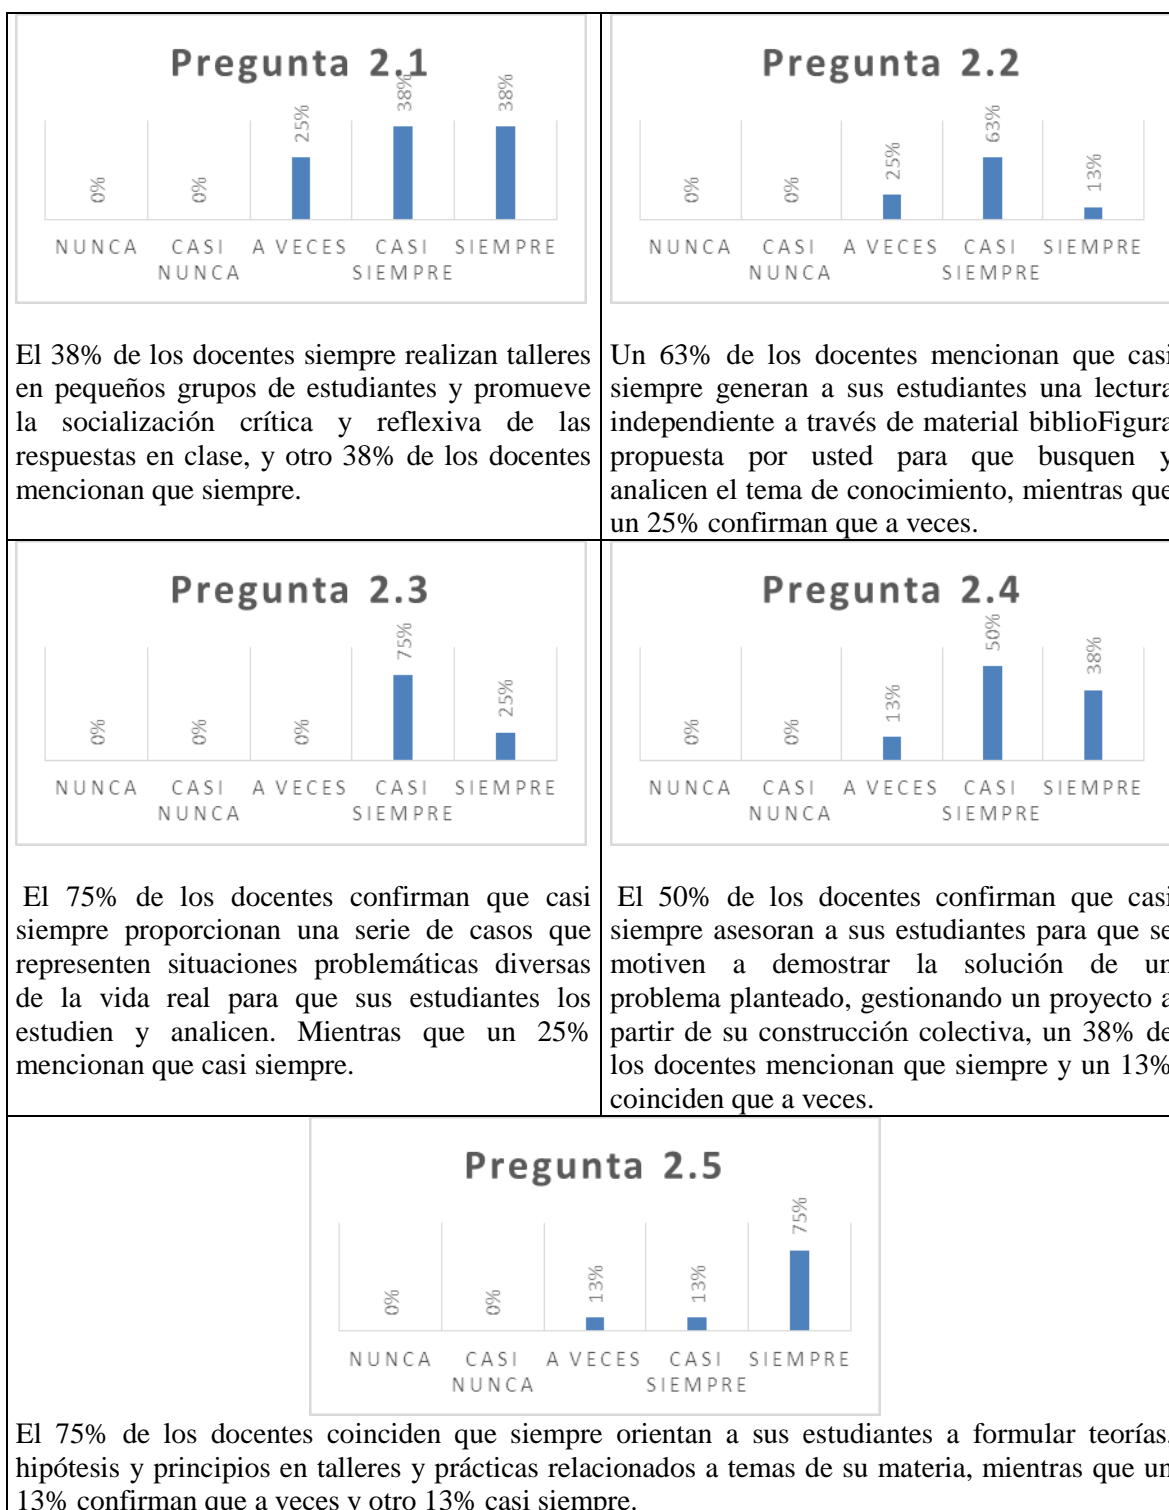 Pregunta 2.1
0%
0%
25%
38%
38%
NUNCA CASI NUNCA A VECES CASI SIEMPRE SIEMPRE
El 38% de los docentes siempre realizan talleres
en pequeños grupos de estudiantes y promueve
la socialización crítica y reflexiva de las
respuestas en clase, y otro 38% de los docentes
mencionan que siempre.
Pregunta 2.2
0%
0%
25%
63%
13%
NUNCA CASI NUNCA A VECES CASI SIEMPRE SIEMPRE
Un 63% de los docentes mencionan que casi
siempre generan a sus estudiantes una lectura
independiente a través de material biblioFigura
propuesta por usted para que busquen y
analicen el tema de conocimiento, mientras que
un 25% confirman que a veces.
Pregunta 2.3
0%
0%
0%
75%
25%
NUNCA CASI NUNCA A VECES CASI SIEMPRE SIEMPRE
El 75% de los docentes confirman que casi
siempre proporcionan una serie de casos que
representen situaciones problemáticas diversas
de la vida real para que sus estudiantes los
estudien y analicen. Mientras que un 25%
mencionan que casi siempre.
Pregunta 2.4
0%
0%
13%
50%
38%
NUNCA CASI NUNCA A VECES CASI SIEMPRE SIEMPRE
El 50% de los docentes confirman que casi
siempre asesoran a sus estudiantes para que se
motiven a demostrar la solución de un
problema planteado, gestionando un proyecto a
partir de su construcción colectiva, un 38% de
los docentes mencionan que siempre y un 13%
coinciden que a veces.
Pregunta 2.5
0%
0%
13%
13%
75%
NUNCA CASI NUNCA A VECES CASI SIEMPRE SIEMPRE
El 75% de los docentes coinciden que siempre orientan a sus estudiantes a formular teorías,
hipótesis y principios en talleres y prácticas relacionados a temas de su materia, mientras que un
13% confirman que a veces y otro 13% casi siempre.